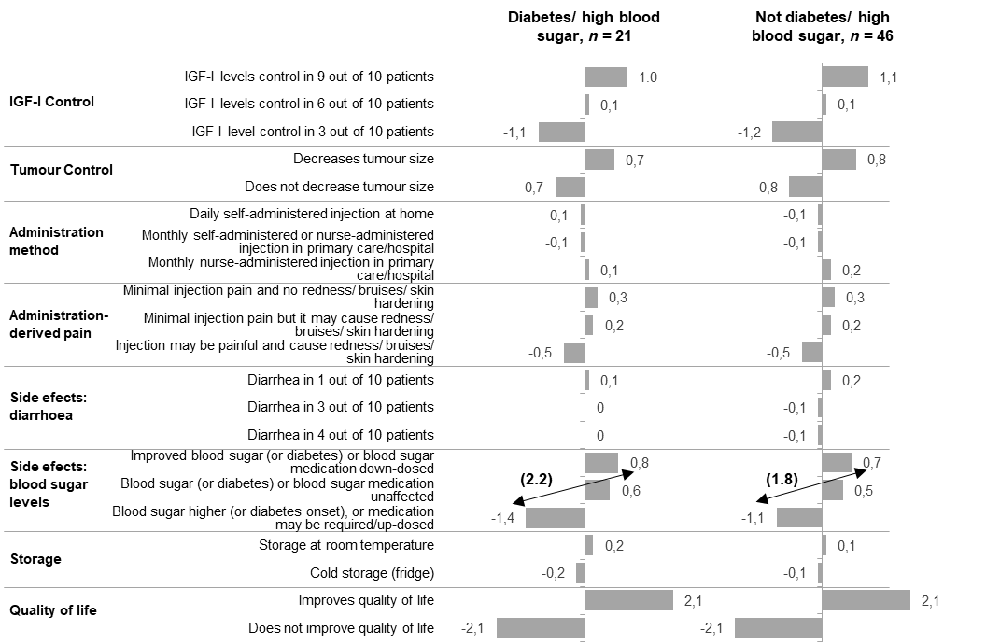 Diabetes/ high blood
sugar, n = 21
Not diabetes/ high
blood sugar, n = 46
IGF-I Control
IGF-I levels control in 9 out of 10 patients
1.0
1,1
IGF-I levels control in 6 out of 10 patients
0,1
0,1
IGF-I level control in 3 out of 10 patients
-1,1
-1,2
Tumour Control
Decreases tumour size
0,7
0,8
Does not decrease tumour size
-0,7
-0,8
Administration
method
Daily self-administered injection at home
-0,1
-0,1
Monthly self-administered or nurse-administered
injection in primary care/hospital
-0,1
-0,1
Monthly nurse-administered injection in primary
care/hospital
0,1
0,2
Administration-
derived pain
Minimal injection pain and no redness/ bruises/ skin
hardening
0,3
0,3
Minimal injection pain but it may cause redness/
bruises/ skin hardening
0,2
0,2
Injection may be painful and cause redness/ bruises/
skin hardening
-0,5
-0,5
Side efects:
diarrhoea
Diarrhea in 1 out of 10 patients
0,1
0,2
Diarrhea in 3 out of 10 patients
0
-0,1
Diarrhea in 4 out of 10 patients
0
-0,1
Side efects:
blood sugar
levels
Improved blood sugar (or diabetes) or blood sugar
medication down-dosed
0,8
0,7
(2.2)
(1.8)
Blood sugar (or diabetes) or blood sugar medication
unaffected
0,6
0,5
Blood sugar higher (or diabetes onset), or medication
may be required/up-dosed
-1,4
-1,1
Storage
Storage at room temperature
0,2
0,1
Cold storage (fridge)
-0,2
-0,1
Quality of life
Improves quality of life
2,1
2,1
Does not improve quality of life
-2,1
-2,1